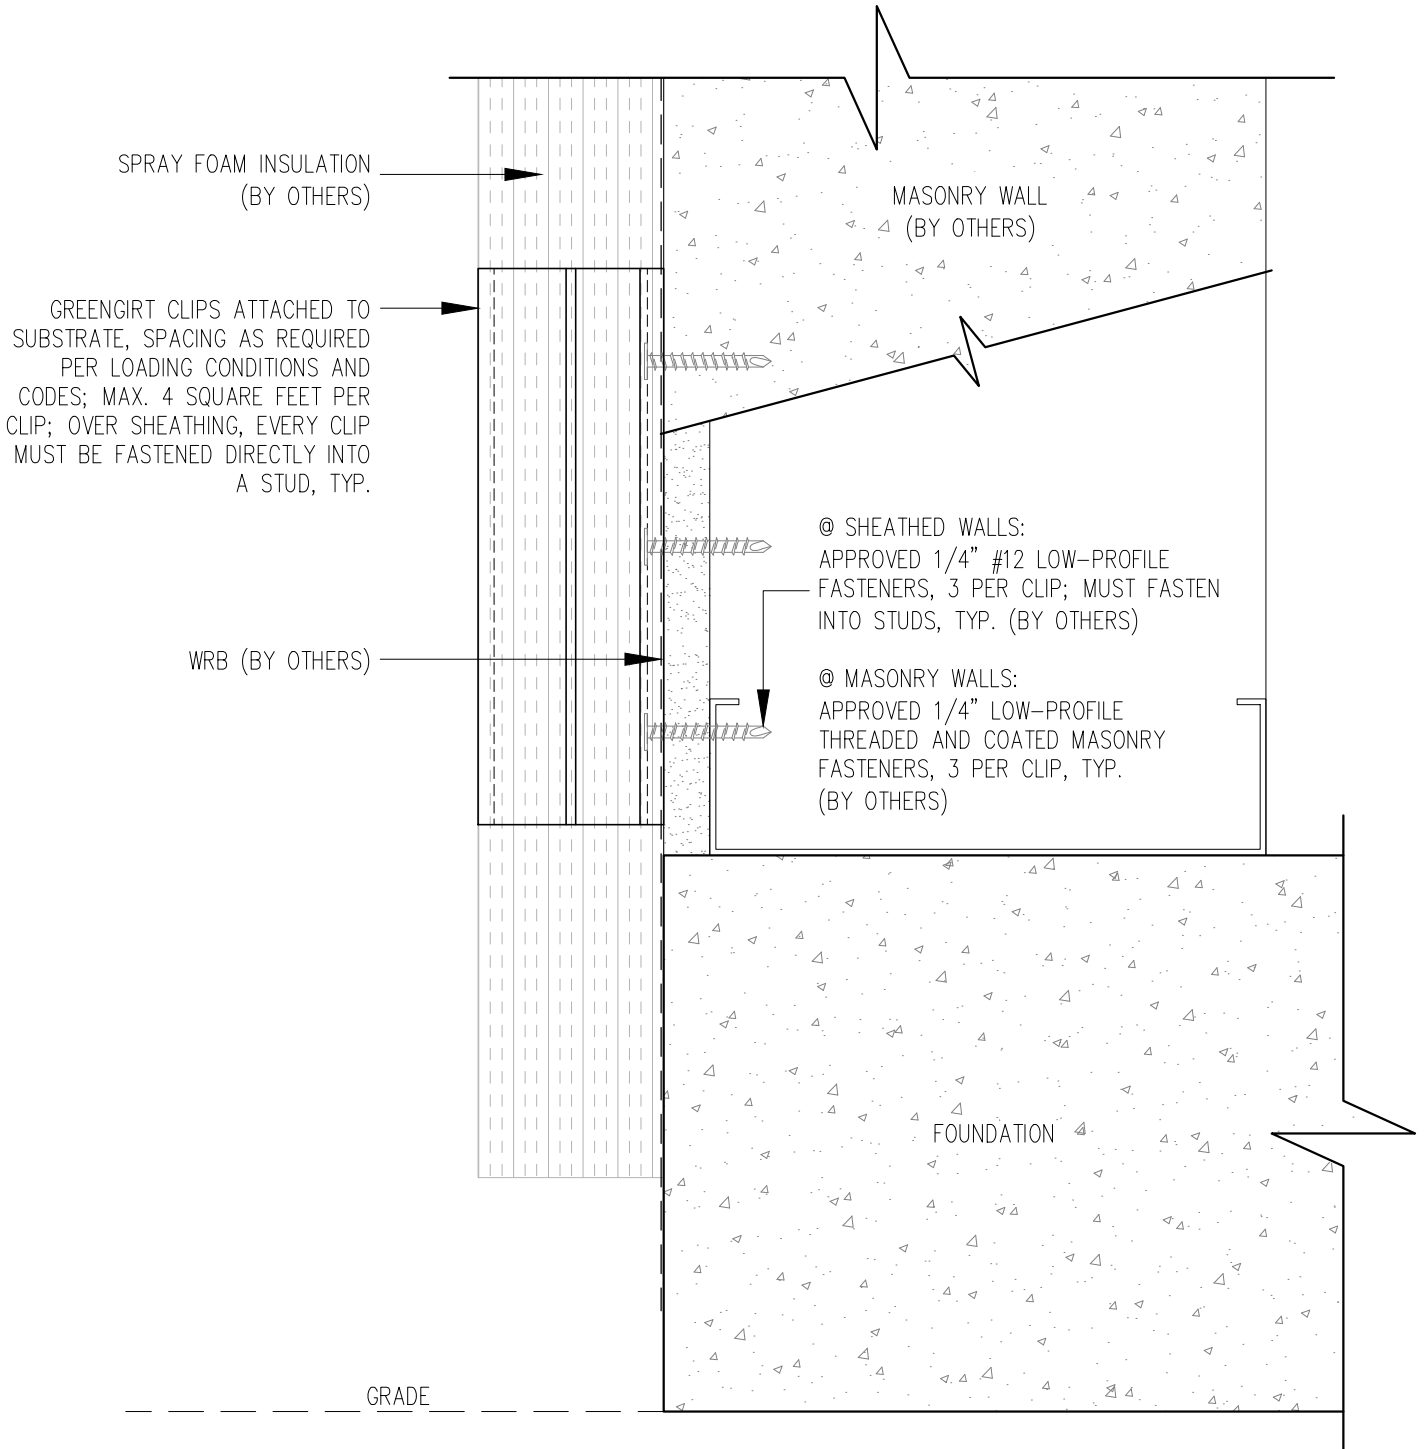 SPRAY FOAM INSULATION
(BY OTHERS)
MASONRY WALL
(BY OTHERS)
GREENGIRT CLIPS ATTACHED TO
SUBSTRATE, SPACING AS REQUIRED
PER LOADING CONDITIONS AND
CODES; MAX. 4 SQUARE FEET PER
CLIP; OVER SHEATHING, EVERY CLIP
MUST BE FASTENED DIRECTLY INTO
A STUD, TYP.
@ SHEATHED WALLS:
APPROVED 1/4" #12 LOW-PROFILE
FASTENERS, 3 PER CLIP; MUST FASTEN
INTO STUDS, TYP. (BY OTHERS)
WRB (BY OTHERS)
@ MASONRY WALLS:
APPROVED 1/4" LOW-PROFILE
THREADED AND COATED MASONRY
FASTENERS, 3 PER CLIP, TYP.
(BY OTHERS)
FOUNDATION
GRADE